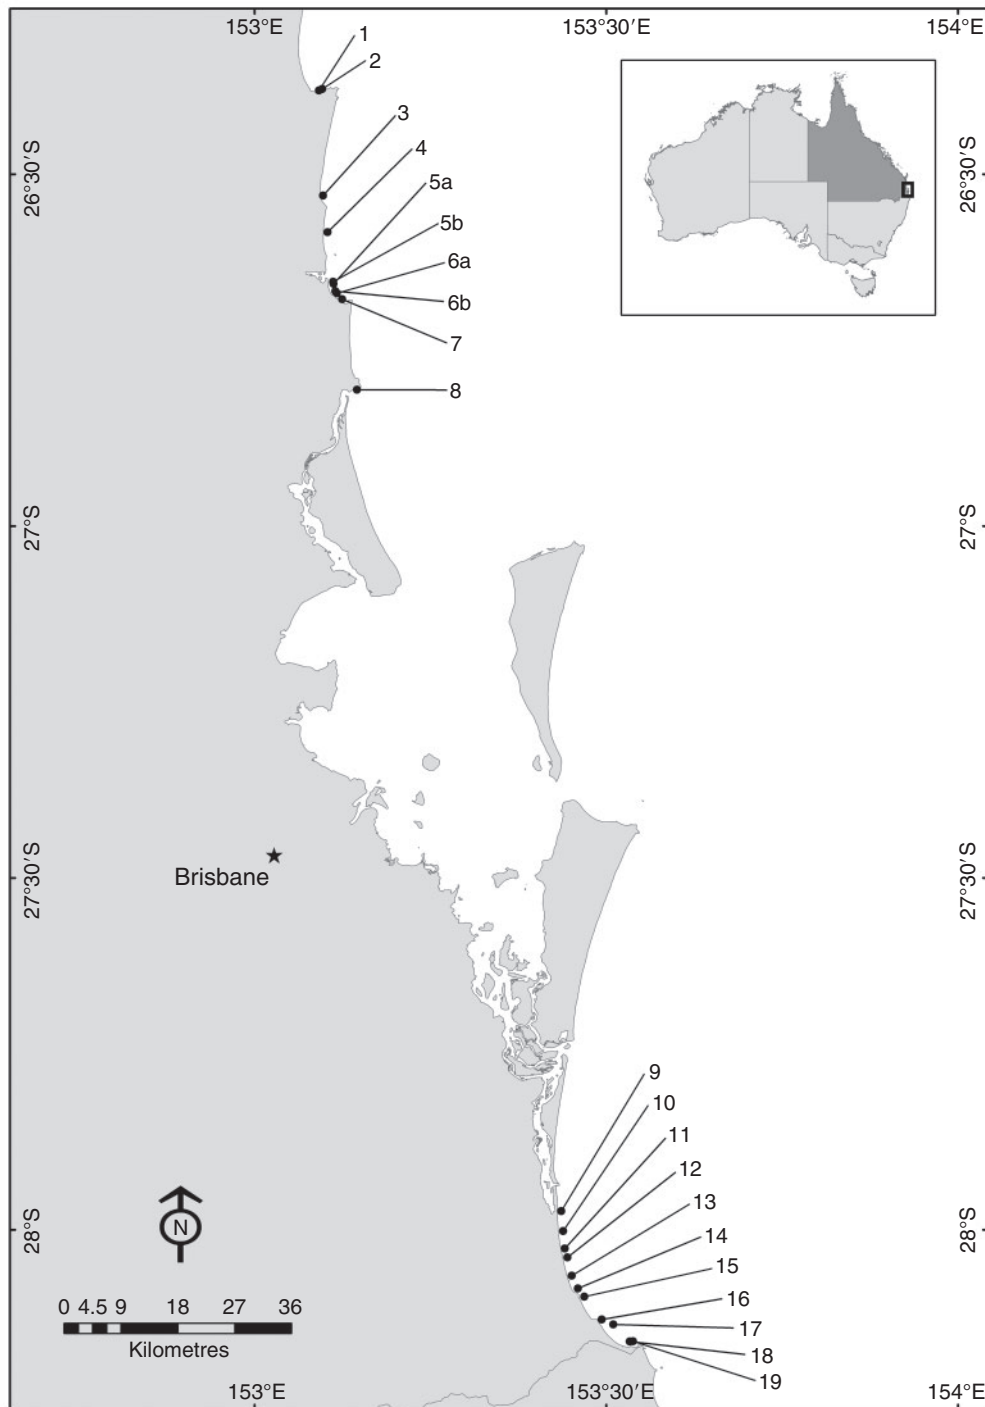 153°E 153°30′E 154°E
1
2
3
4
5a
5b
6a
6b
7
8
26°30′S 26°30′S
27°S 27°S
Brisbane
27°30′S 27°30′S
9
10
11
12
13
14
15
16
17
18
19
28°S 28°S
N
0 4.5 9 18 27 36
Kilometres
153°E 153°30′E 154°E